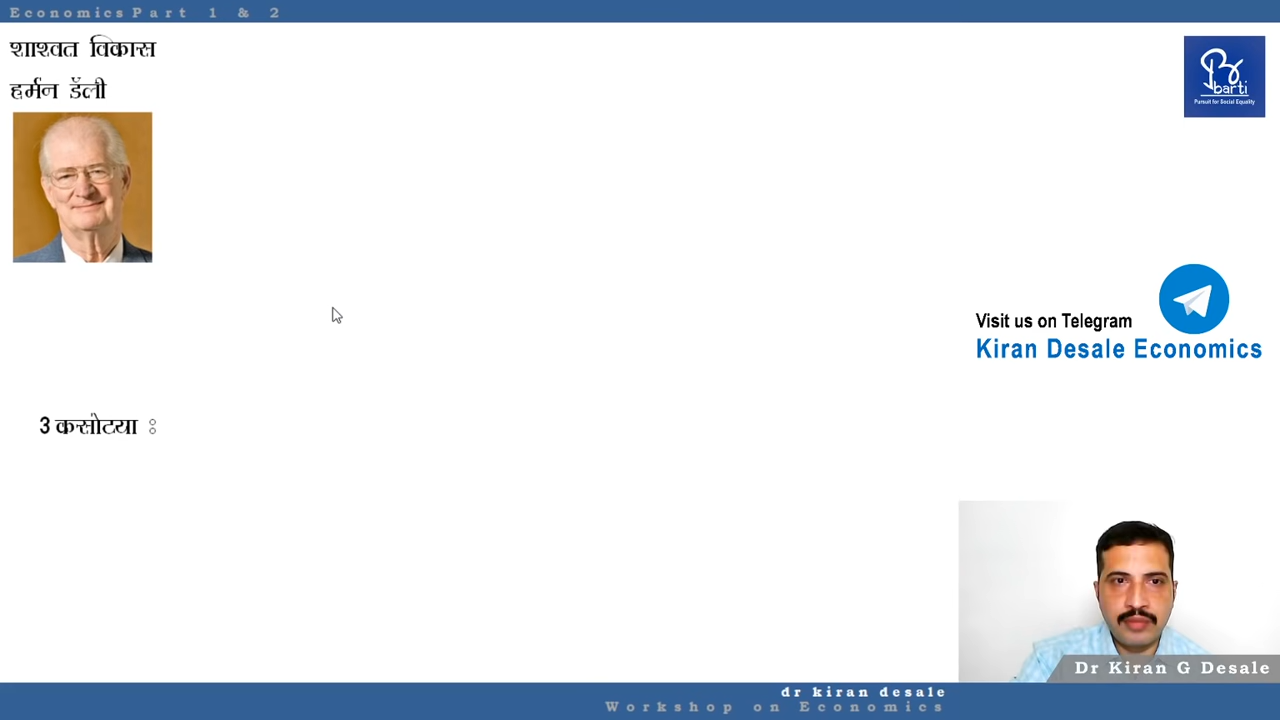 Economics Part 1 & 2
शाश्वत विकास
हर्मन डॅली
barti
Pursuit for Social Equality
Visit us on Telegram
Kiran Desale Economics
3 कसोटया :
Dr Kiran G Desale
dr kiran desale
Workshop on Economics